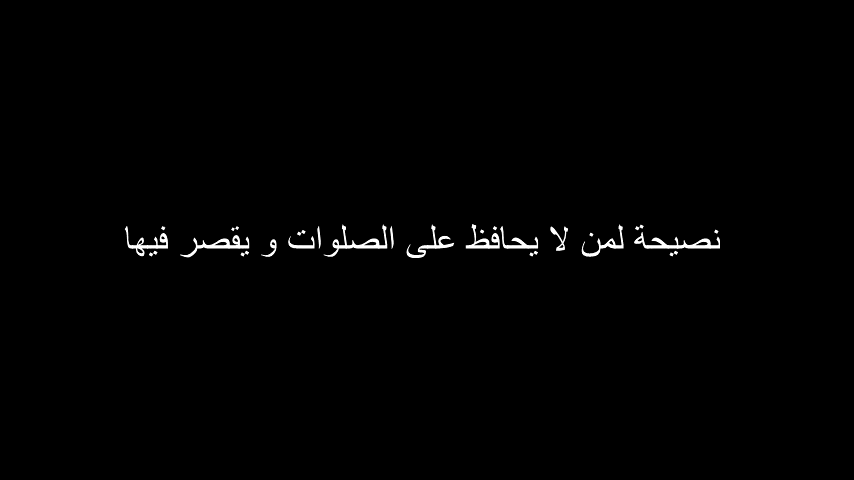 نصيحة لمن لا يحافظ على الصلوات و يقصر فيها